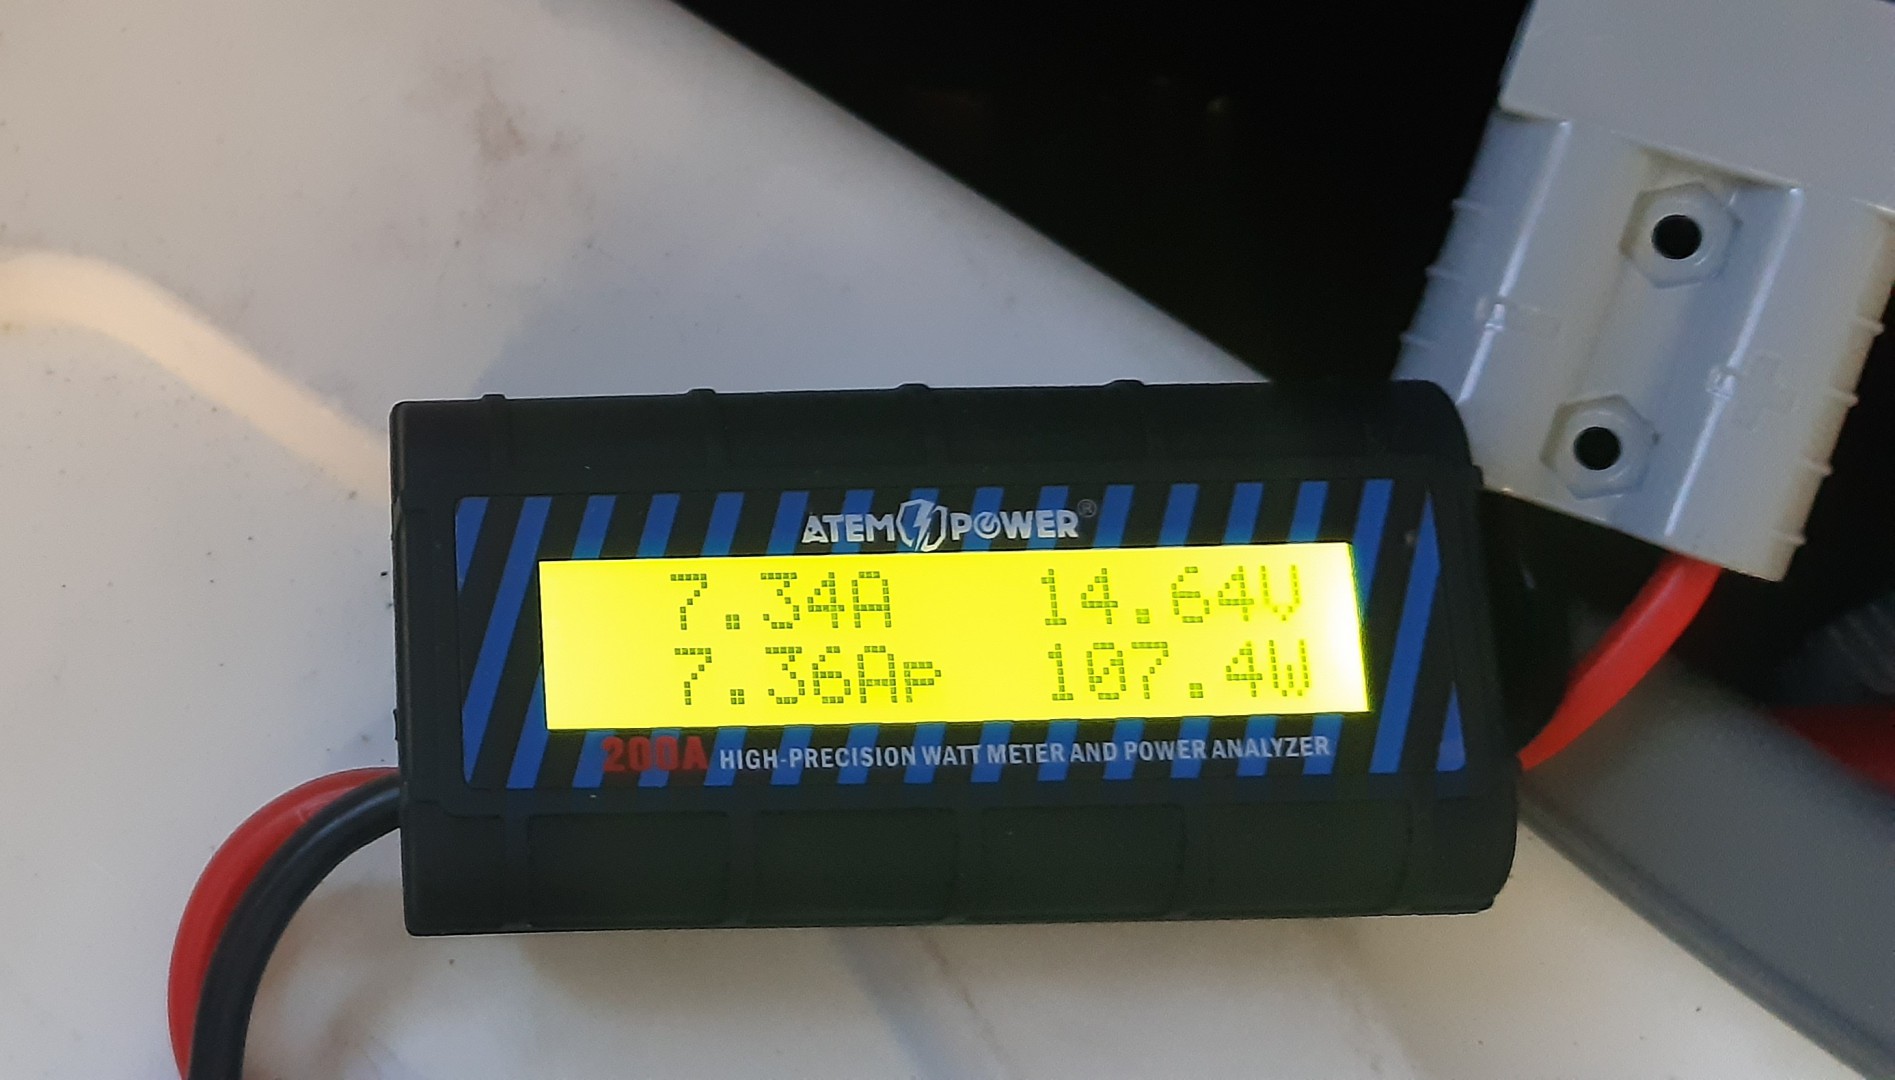 ATEM POWER®
7.34A 14.64V
7.36Ap 107.4W
200A HIGH-PRECISION WATT METER AND POWER ANALYZER